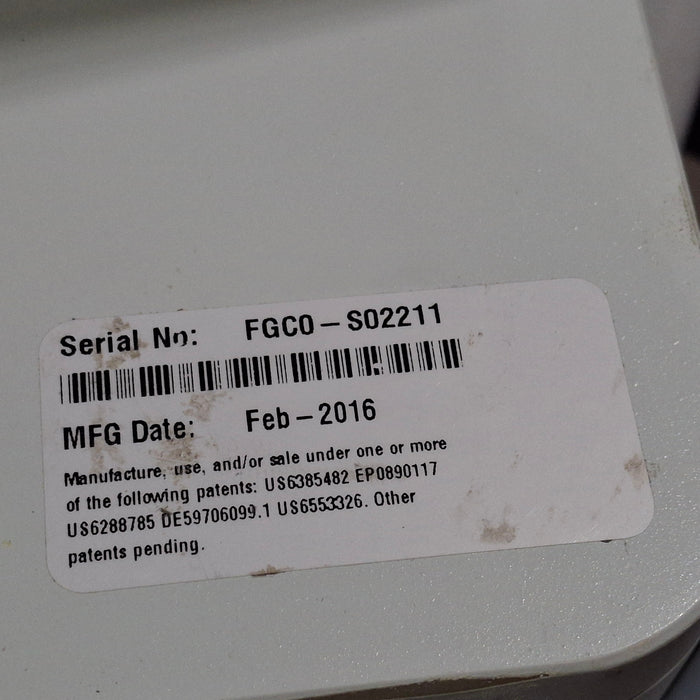 Serial No: FGC0-S02211
MFG Date: Feb-2016
Manufacture, use, and/or sale under one or more
of the following patents: US6385482 EP0890117
US6288785 DE59706099.1 US6553326. Other
patents pending.